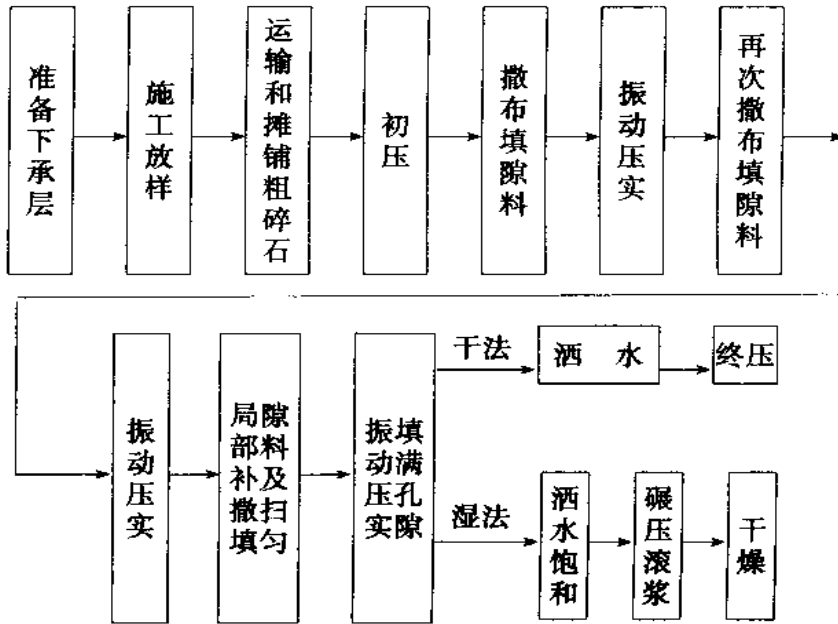 准备下承层
施工放样
运输和摊铺粗碎石
初压
撒布填隙料
振动压实
再次撒布填隙料
振动压实
局部补撒填
隙料及扫匀
振动压实
填满孔隙
干法
洒 水
终压
湿法
洒水饱和
碾压滚浆
干燥